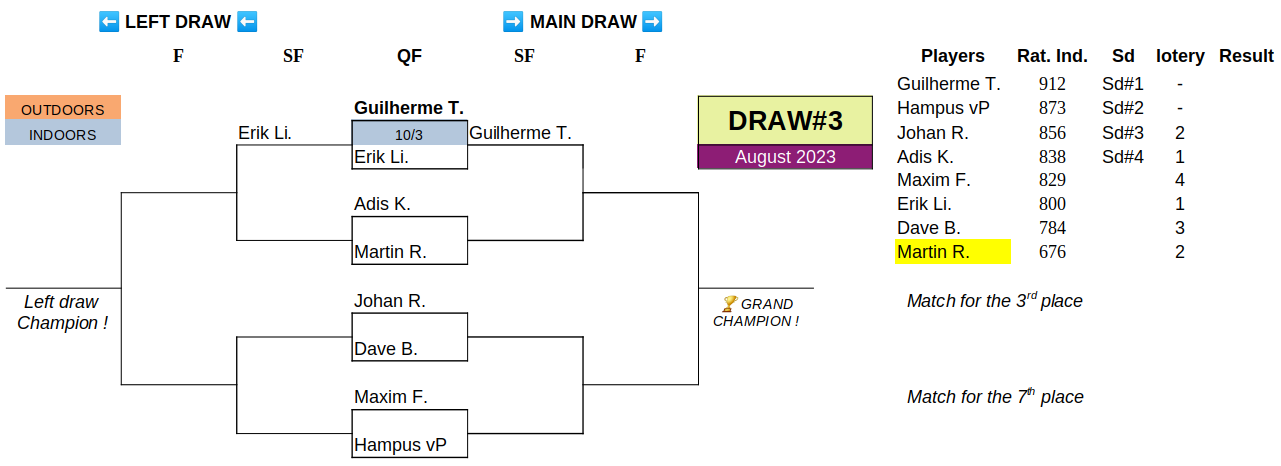 ⬅ LEFT DRAW ⬅ ➡ MAIN DRAW ➡
F SF QF SF F Players Rat. Ind. Sd lotery Result
Guilherme T. 912 Sd#1 -
OUTDOORS Guilherme T. DRAW#3 Hampus vP 873 Sd#2 -
INDOORS Erik Li. 10/3 Guilherme T. Johan R. 856 Sd#3 2
Erik Li. August 2023 Adis K. 838 Sd#4 1
Maxim F. 829 4
Adis K. Erik Li. 800 1
Dave B. 784 3
Martin R. Martin R. 676 2
Left draw Johan R. 🏆 GRAND Match for the 3rd place
Champion ! CHAMPION !
Dave B.
Maxim F. Match for the 7th place
Hampus vP